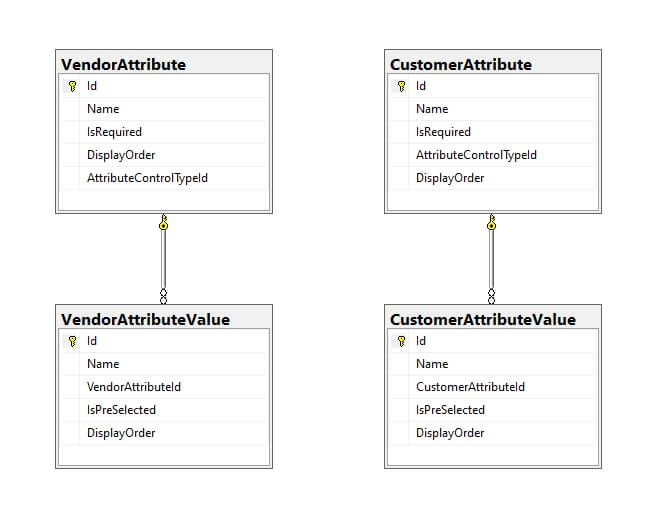 VendorAttribute
Id
Name
IsRequired
DisplayOrder
AttributeControlTypeId
CustomerAttribute
Id
Name
IsRequired
AttributeControlTypeId
DisplayOrder
VendorAttributeValue
Id
Name
VendorAttributeId
IsPreSelected
DisplayOrder
CustomerAttributeValue
Id
Name
CustomerAttributeId
IsPreSelected
DisplayOrder